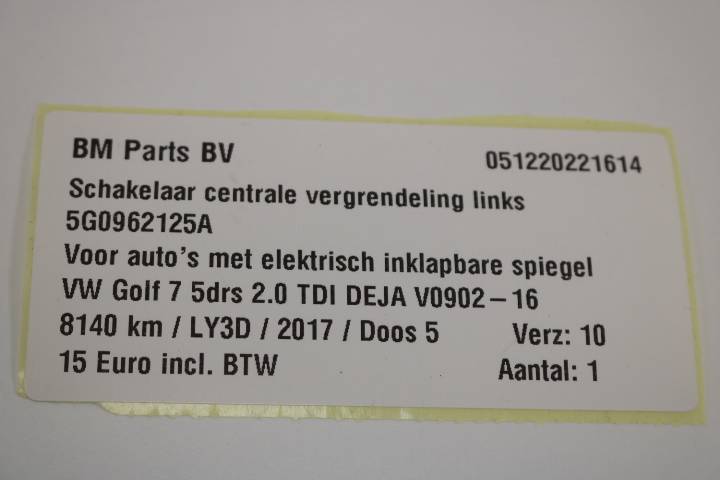 BM Parts BV 051220221614
Schakelaar centrale vergrendeling links
5G0962125A
Voor auto's met elektrisch inklapbare spiegel
VW Golf 7 5drs 2.0 TDI DEJA V0902-16
8140 km / LY3D / 2017 / Doos 5 Verz: 10
15 Euro incl. BTW Aantal: 1